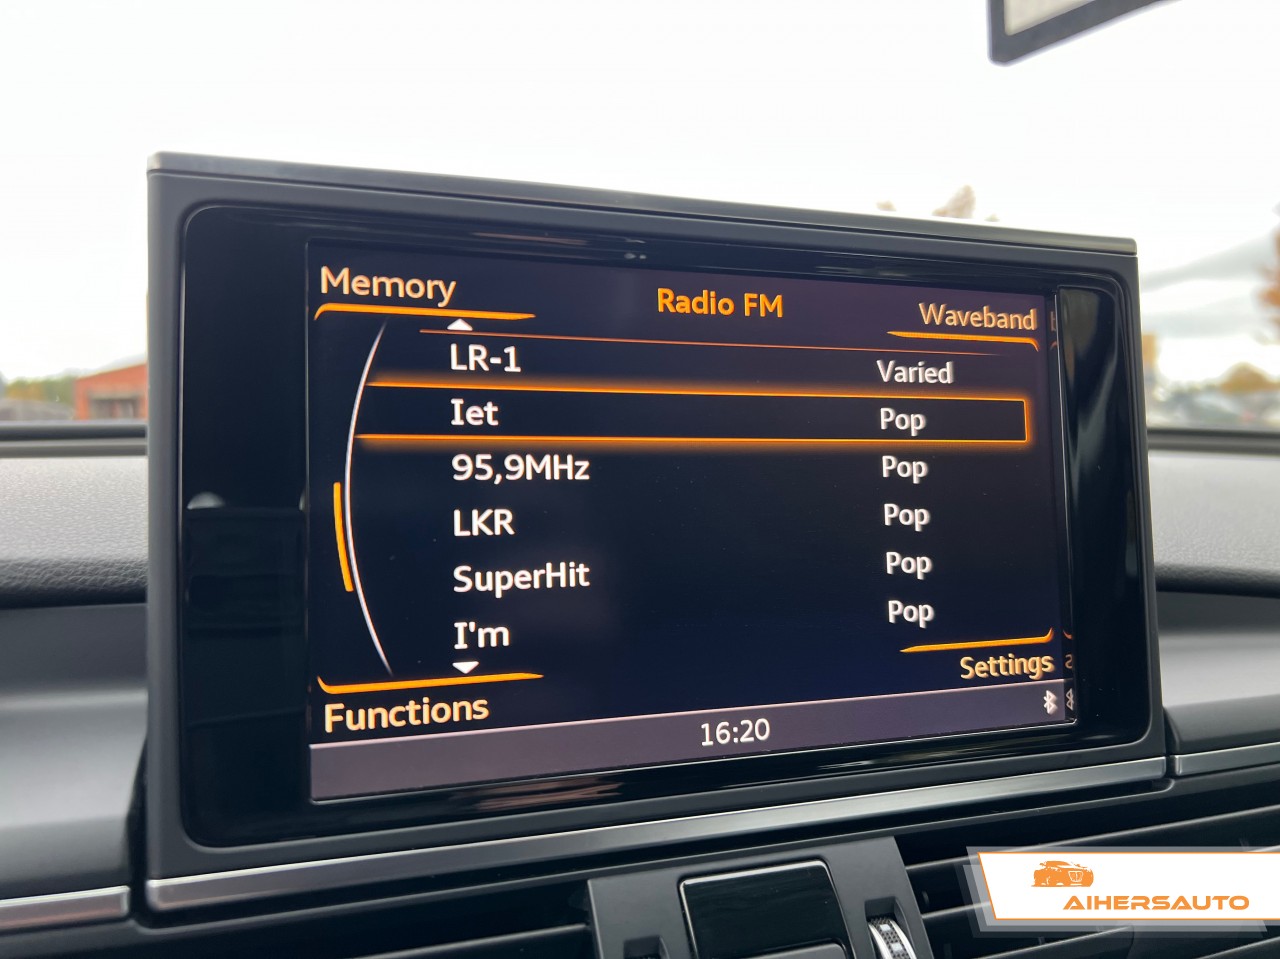 Memory
Radio FM
Waveband
LR-1 Varied
Iet Pop
95,9MHz Pop
LKR Pop
SuperHit Pop
I'm Pop
Settings
Functions
16:20
AIHERSAUTO